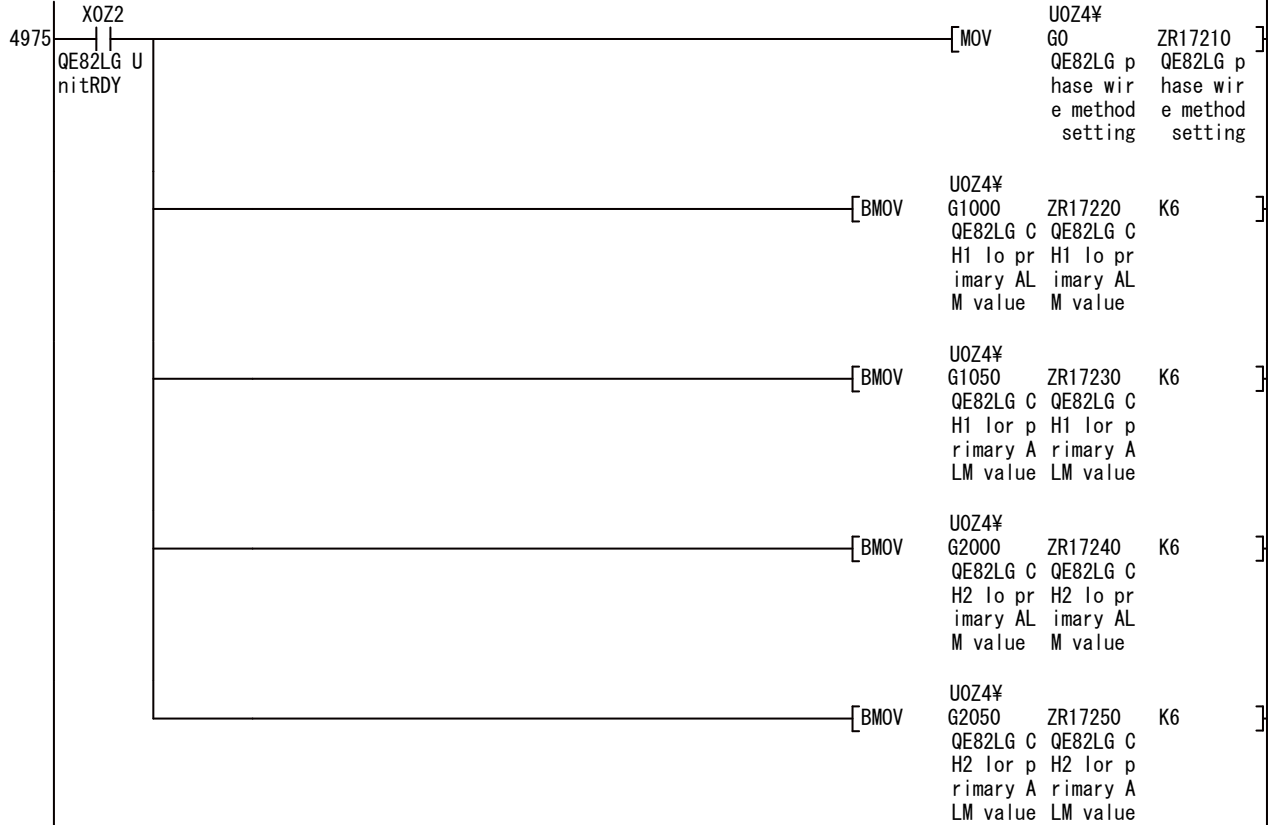 X0Z2 U0Z4¥
4975 [MOV G0 ZR17210 ]
QE82LG U QE82LG p QE82LG p
nitRDY hase wir hase wir
e method e method
setting setting
U0Z4¥
[BMOV G1000 ZR17220 K6 ]
QE82LG C QE82LG C
H1 Io pr H1 Io pr
imary AL imary AL
M value M value
U0Z4¥
[BMOV G1050 ZR17230 K6 ]
QE82LG C QE82LG C
H1 Ior p H1 Ior p
rimary A rimary A
LM value LM value
U0Z4¥
[BMOV G2000 ZR17240 K6 ]
QE82LG C QE82LG C
H2 Io pr H2 Io pr
imary AL imary AL
M value M value
U0Z4¥
[BMOV G2050 ZR17250 K6 ]
QE82LG C QE82LG C
H2 Ior p H2 Ior p
rimary A rimary A
LM value LM value